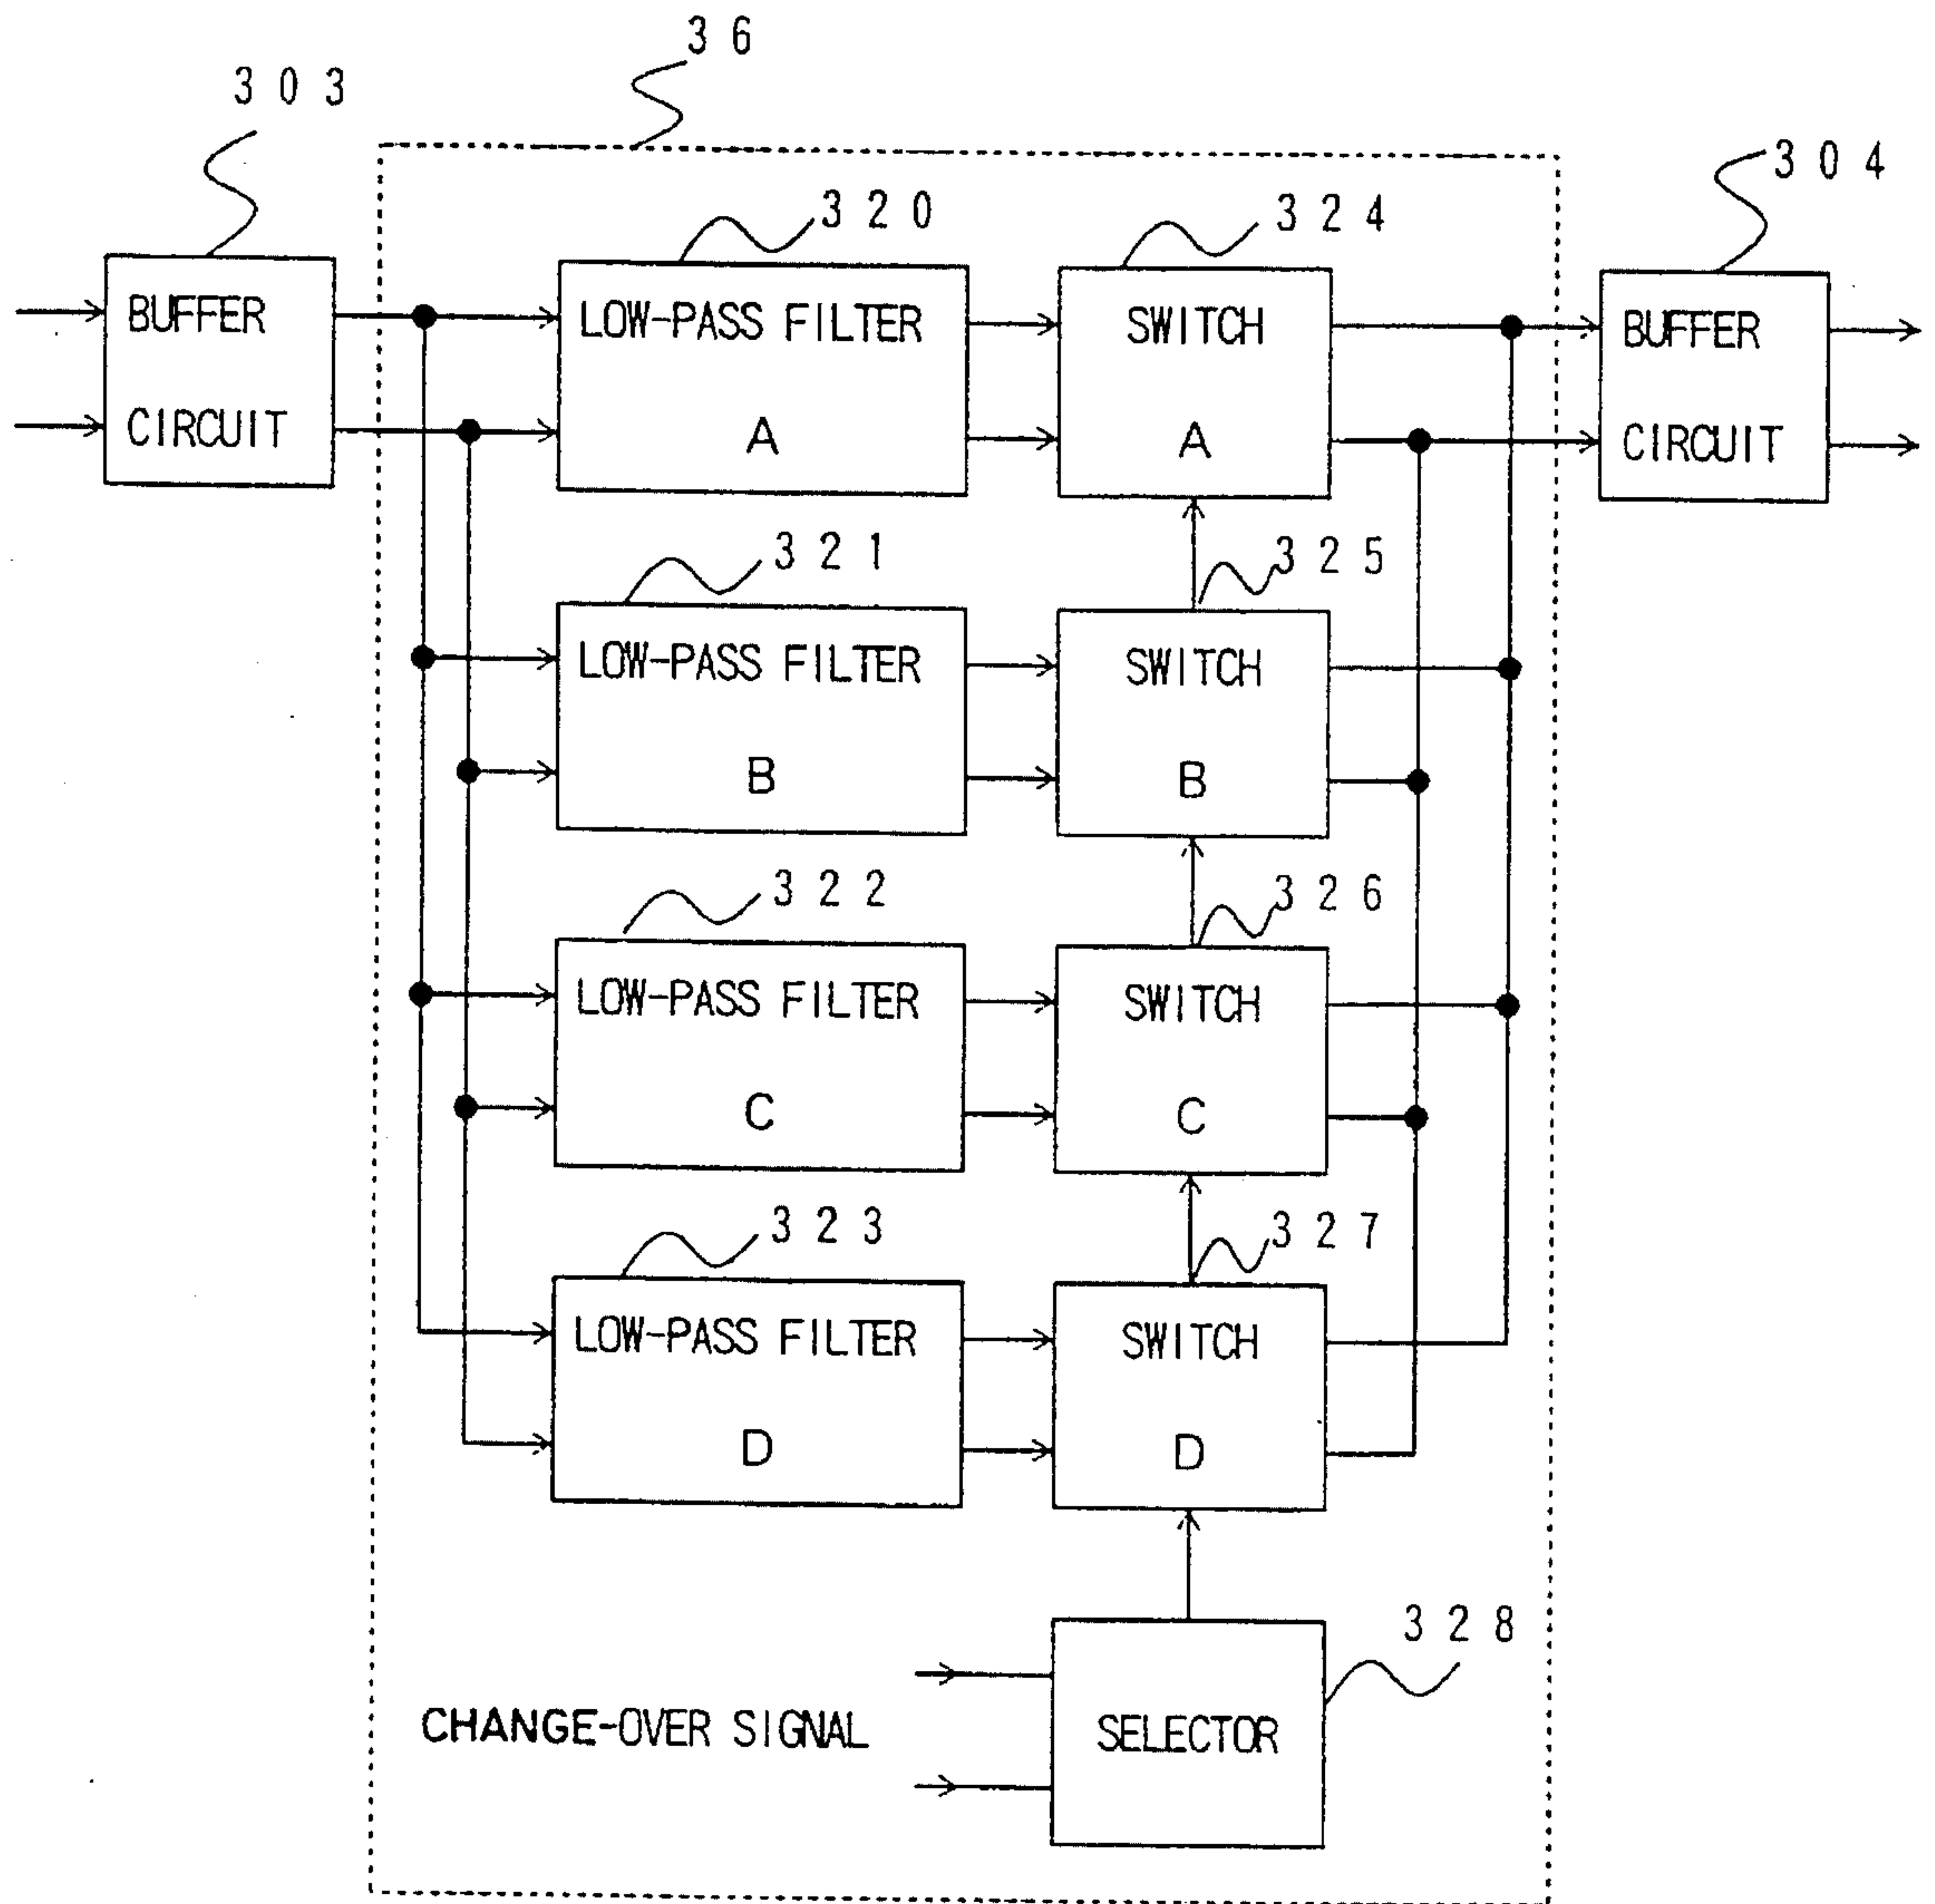 36
303
304
320
324
BUFFER
CIRCUIT
LOW-PASS FILTER
A
SWITCH
A
BUFFER
CIRCUIT
321
325
LOW-PASS FILTER
B
SWITCH
B
322
326
LOW-PASS FILTER
C
SWITCH
C
323
327
LOW-PASS FILTER
D
SWITCH
D
328
CHANGE-OVER SIGNAL
SELECTOR